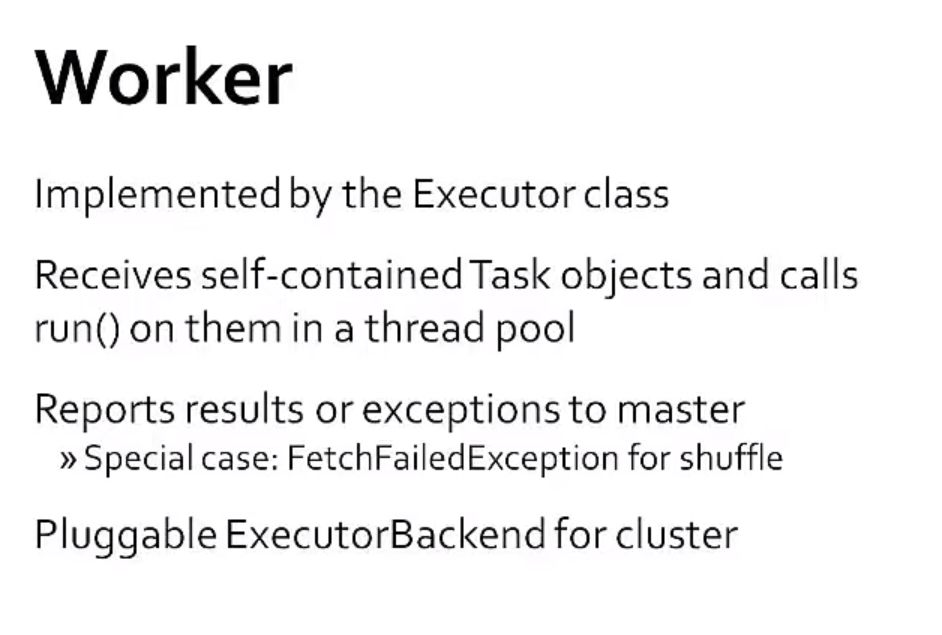 Worker
Implemented by the Executor class
Receives self-contained Task objects and calls
run() on them in a thread pool
Reports results or exceptions to master
» Special case: FetchFailedException for shuffle
Pluggable ExecutorBackend for cluster